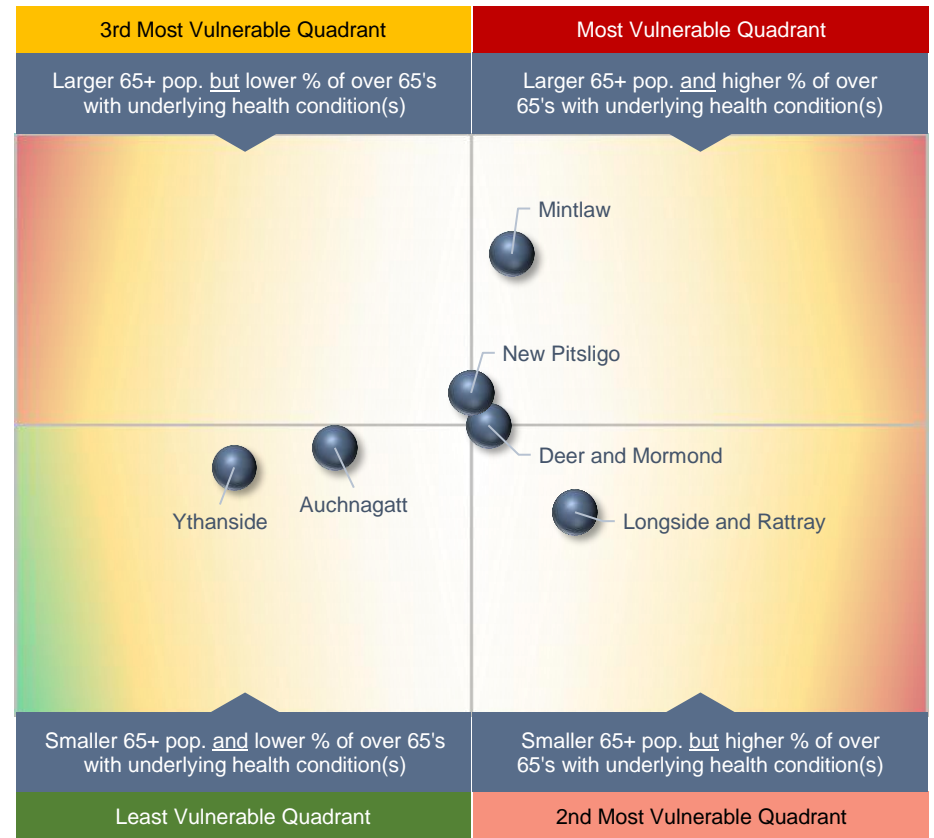 3rd Most Vulnerable Quadrant
Most Vulnerable Quadrant
Larger 65+ pop. but lower % of over 65's
with underlying health condition(s)
Larger 65+ pop. and higher % of over
65's with underlying health condition(s)
Mintlaw
New Pitsligo
Deer and Mormond
Auchnagatt
Ythanside
Longside and Rattray
Smaller 65+ pop. and lower % of over 65's
with underlying health condition(s)
Smaller 65+ pop. but higher % of over
65's with underlying health condition(s)
Least Vulnerable Quadrant
2nd Most Vulnerable Quadrant